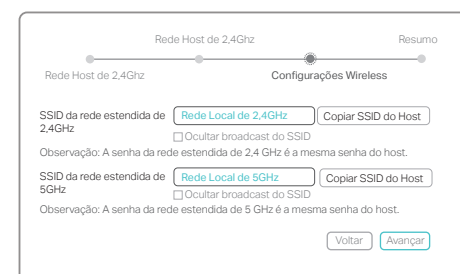 Rede Host de 2,4Ghz
Resumo
Rede Host de 2,4Ghz
Configurações Wireless
SSID da rede estendida de 2,4GHz
Rede Local de 2,4GHz
Copiar SSID do Host
Ocultar broadcast do SSID
Observação: A senha da rede estendida de 2,4 GHz é a mesma senha do host.
SSID da rede estendida de 5GHz
Rede Local de 5GHz
Copiar SSID do Host
Ocultar broadcast do SSID
Observação: A senha da rede estendida de 5 GHz é a mesma senha do host.
Voltar
Avançar